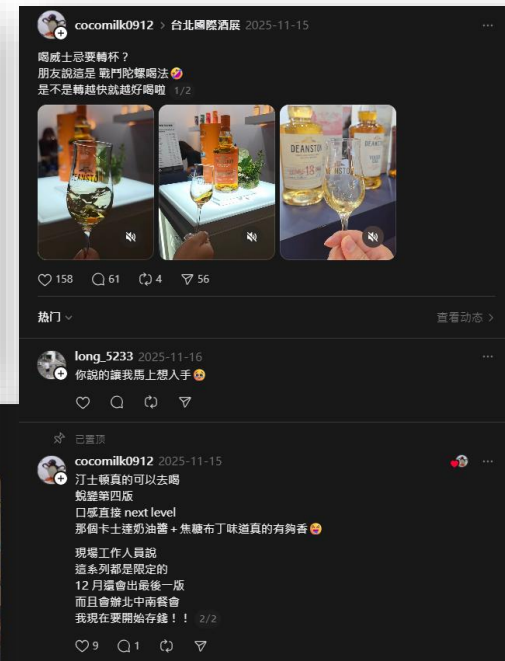 cocomilk0912 > 台北國際酒展 2025-11-15
喝威士忌要轉杯？
朋友說這是 戰鬥陀螺喝法🤣
是不是轉越快就越好喝啦 1/2
DEANSTON
DEANSTON
18
158 61 4 56
热门
查看动态 >
long_5233 2025-11-16
你說的讓我馬上想入手🥹
已置顶
cocomilk0912 2025-11-15
汀士頓真的可以去喝
蛻變第四版
口感直接 next level
那個卡士達奶油醬 + 焦糖布丁味道真的有夠香😝
現場工作人員說
這系列都是限定的
12 月還會出最後一版
而且會辦北中南餐會
我現在要開始存錢！！ 2/2
9 1